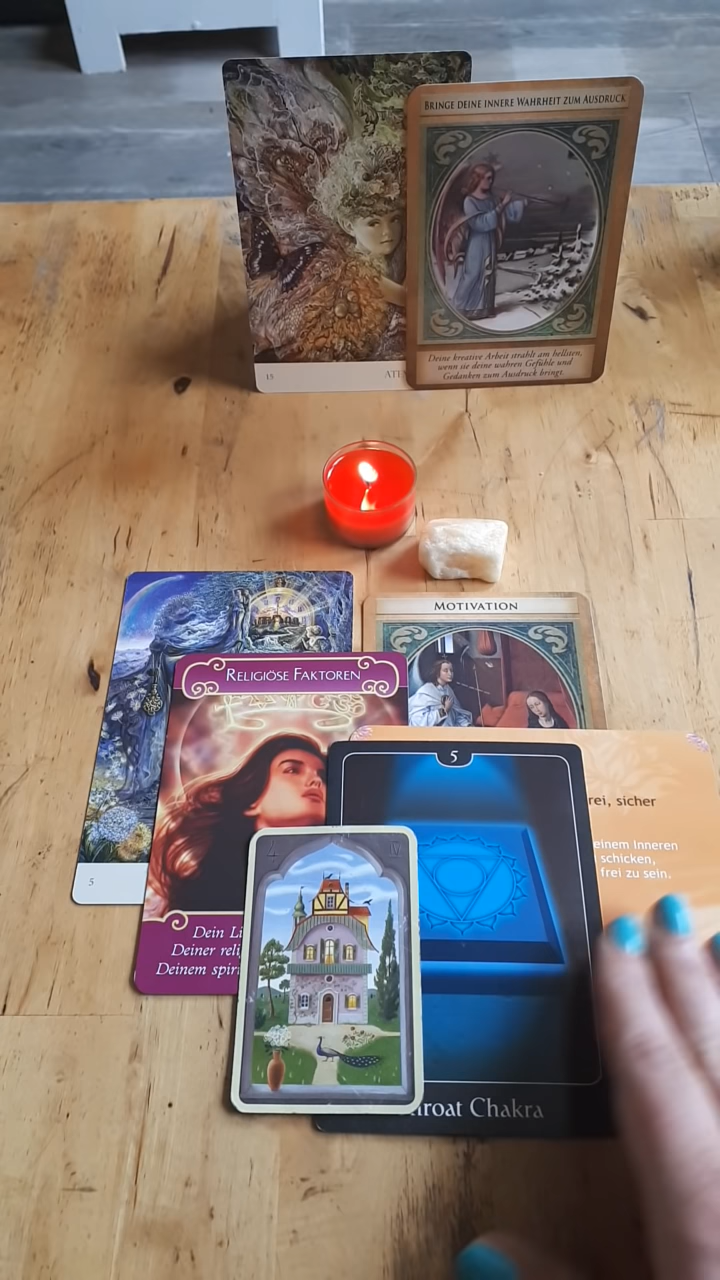 BRINGE DEINE INNERE WAHRHEIT ZUM AUSDRUCK
Deine kreative Arbeit strahlt am hellsten,
wenn sie deine wahren Gefühle und
Gedanken zum Ausdruck bringt.
15
MOTIVATION
RELIGIÖSE FAKTOREN
5
rei, sicher
einem Inneren
schicken,
frei zu sein.
5
Dein Li
Deiner reli
Deinem spiri
Throat Chakra